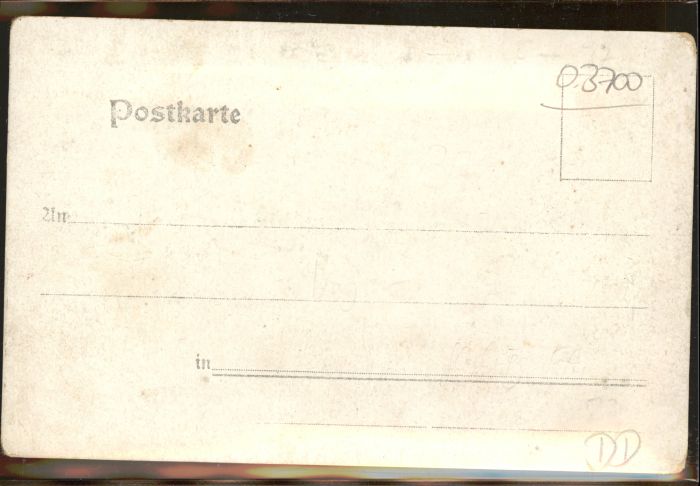 03700
Postkarte
An
in
DD